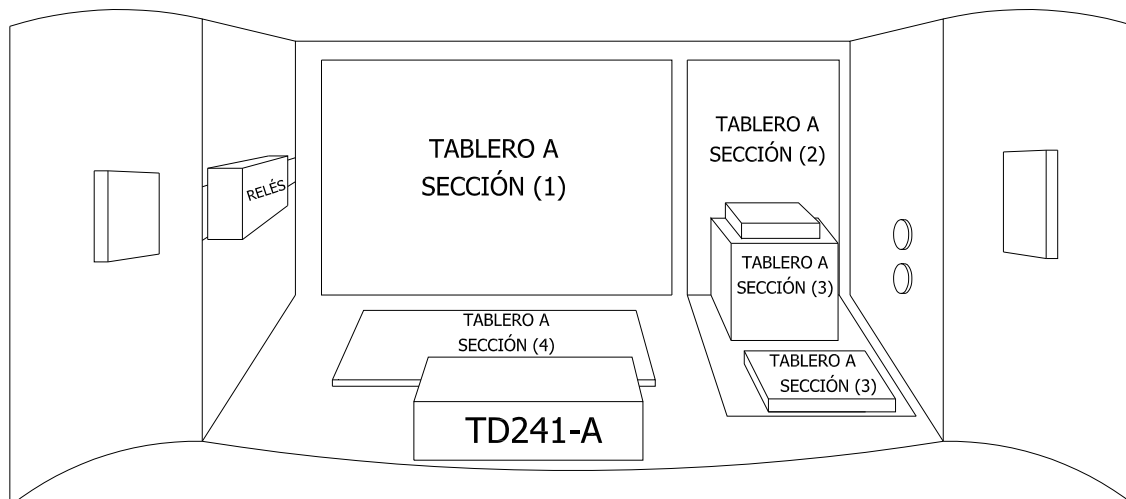 TABLERO A
SECCIÓN (1)
TABLERO A
SECCIÓN (2)
RELÉS
TABLERO A
SECCIÓN (3)
TABLERO A
SECCIÓN (4)
TABLERO A
SECCIÓN (3)
TD241-A